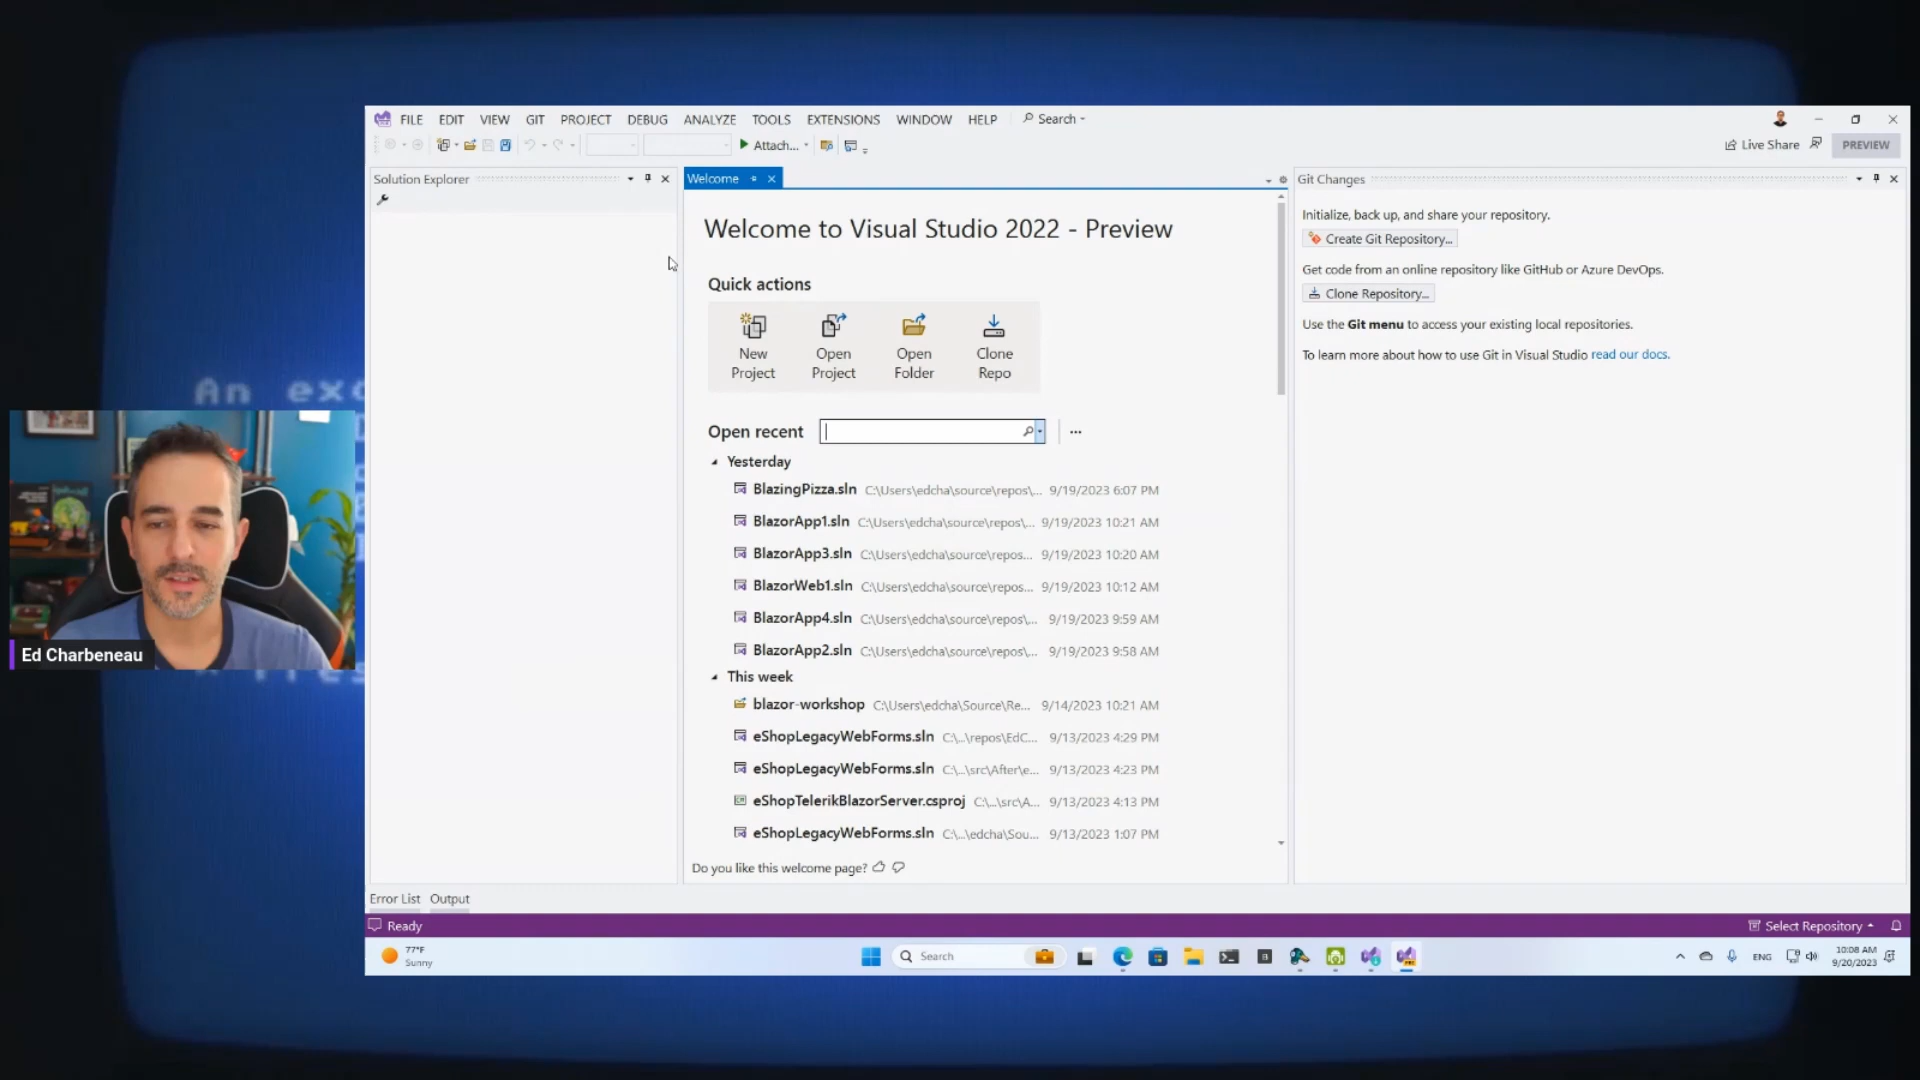 FILE EDIT VIEW GIT PROJECT DEBUG ANALYZE TOOLS EXTENSIONS WINDOW HELP Search
Attach... Live Share PREVIEW
Solution Explorer
Welcome
Git Changes
Welcome to Visual Studio 2022 - Preview
Quick actions
New Project
Open Project
Open Folder
Clone Repo
Open recent
...
Yesterday
BlazingPizza.sln C:\Users\edcha\source\repos\... 9/19/2023 6:07 PM
BlazorApp1.sln C:\Users\edcha\source\repos\... 9/19/2023 10:21 AM
BlazorApp3.sln C:\Users\edcha\source\repos... 9/19/2023 10:20 AM
BlazorWeb1.sln C:\Users\edcha\source\repos... 9/19/2023 10:12 AM
BlazorApp4.sln C:\Users\edcha\source\repos\... 9/19/2023 9:59 AM
BlazorApp2.sln C:\Users\edcha\source\repos\... 9/19/2023 9:58 AM
This week
blazor-workshop C:\Users\edcha\Source\Re... 9/14/2023 10:21 AM
eShopLegacyWebForms.sln C:\...\repos\EdC... 9/13/2023 4:29 PM
eShopLegacyWebForms.sln C:\...\src\After\e... 9/13/2023 4:23 PM
eShopTelerikBlazorServer.csproj C:\...\src\A... 9/13/2023 4:13 PM
eShopLegacyWebForms.sln C:\...\edcha\Sou... 9/13/2023 1:07 PM
Do you like this welcome page?
Initialize, back up, and share your repository.
Create Git Repository...
Get code from an online repository like GitHub or Azure DevOps.
Clone Repository...
Use the Git menu to access your existing local repositories.
To learn more about how to use Git in Visual Studio read our docs.
An exc
Ed Charbeneau
Error List Output
Ready
Select Repository
77°F
Sunny
Search
ENG
10:08 AM
9/20/2023